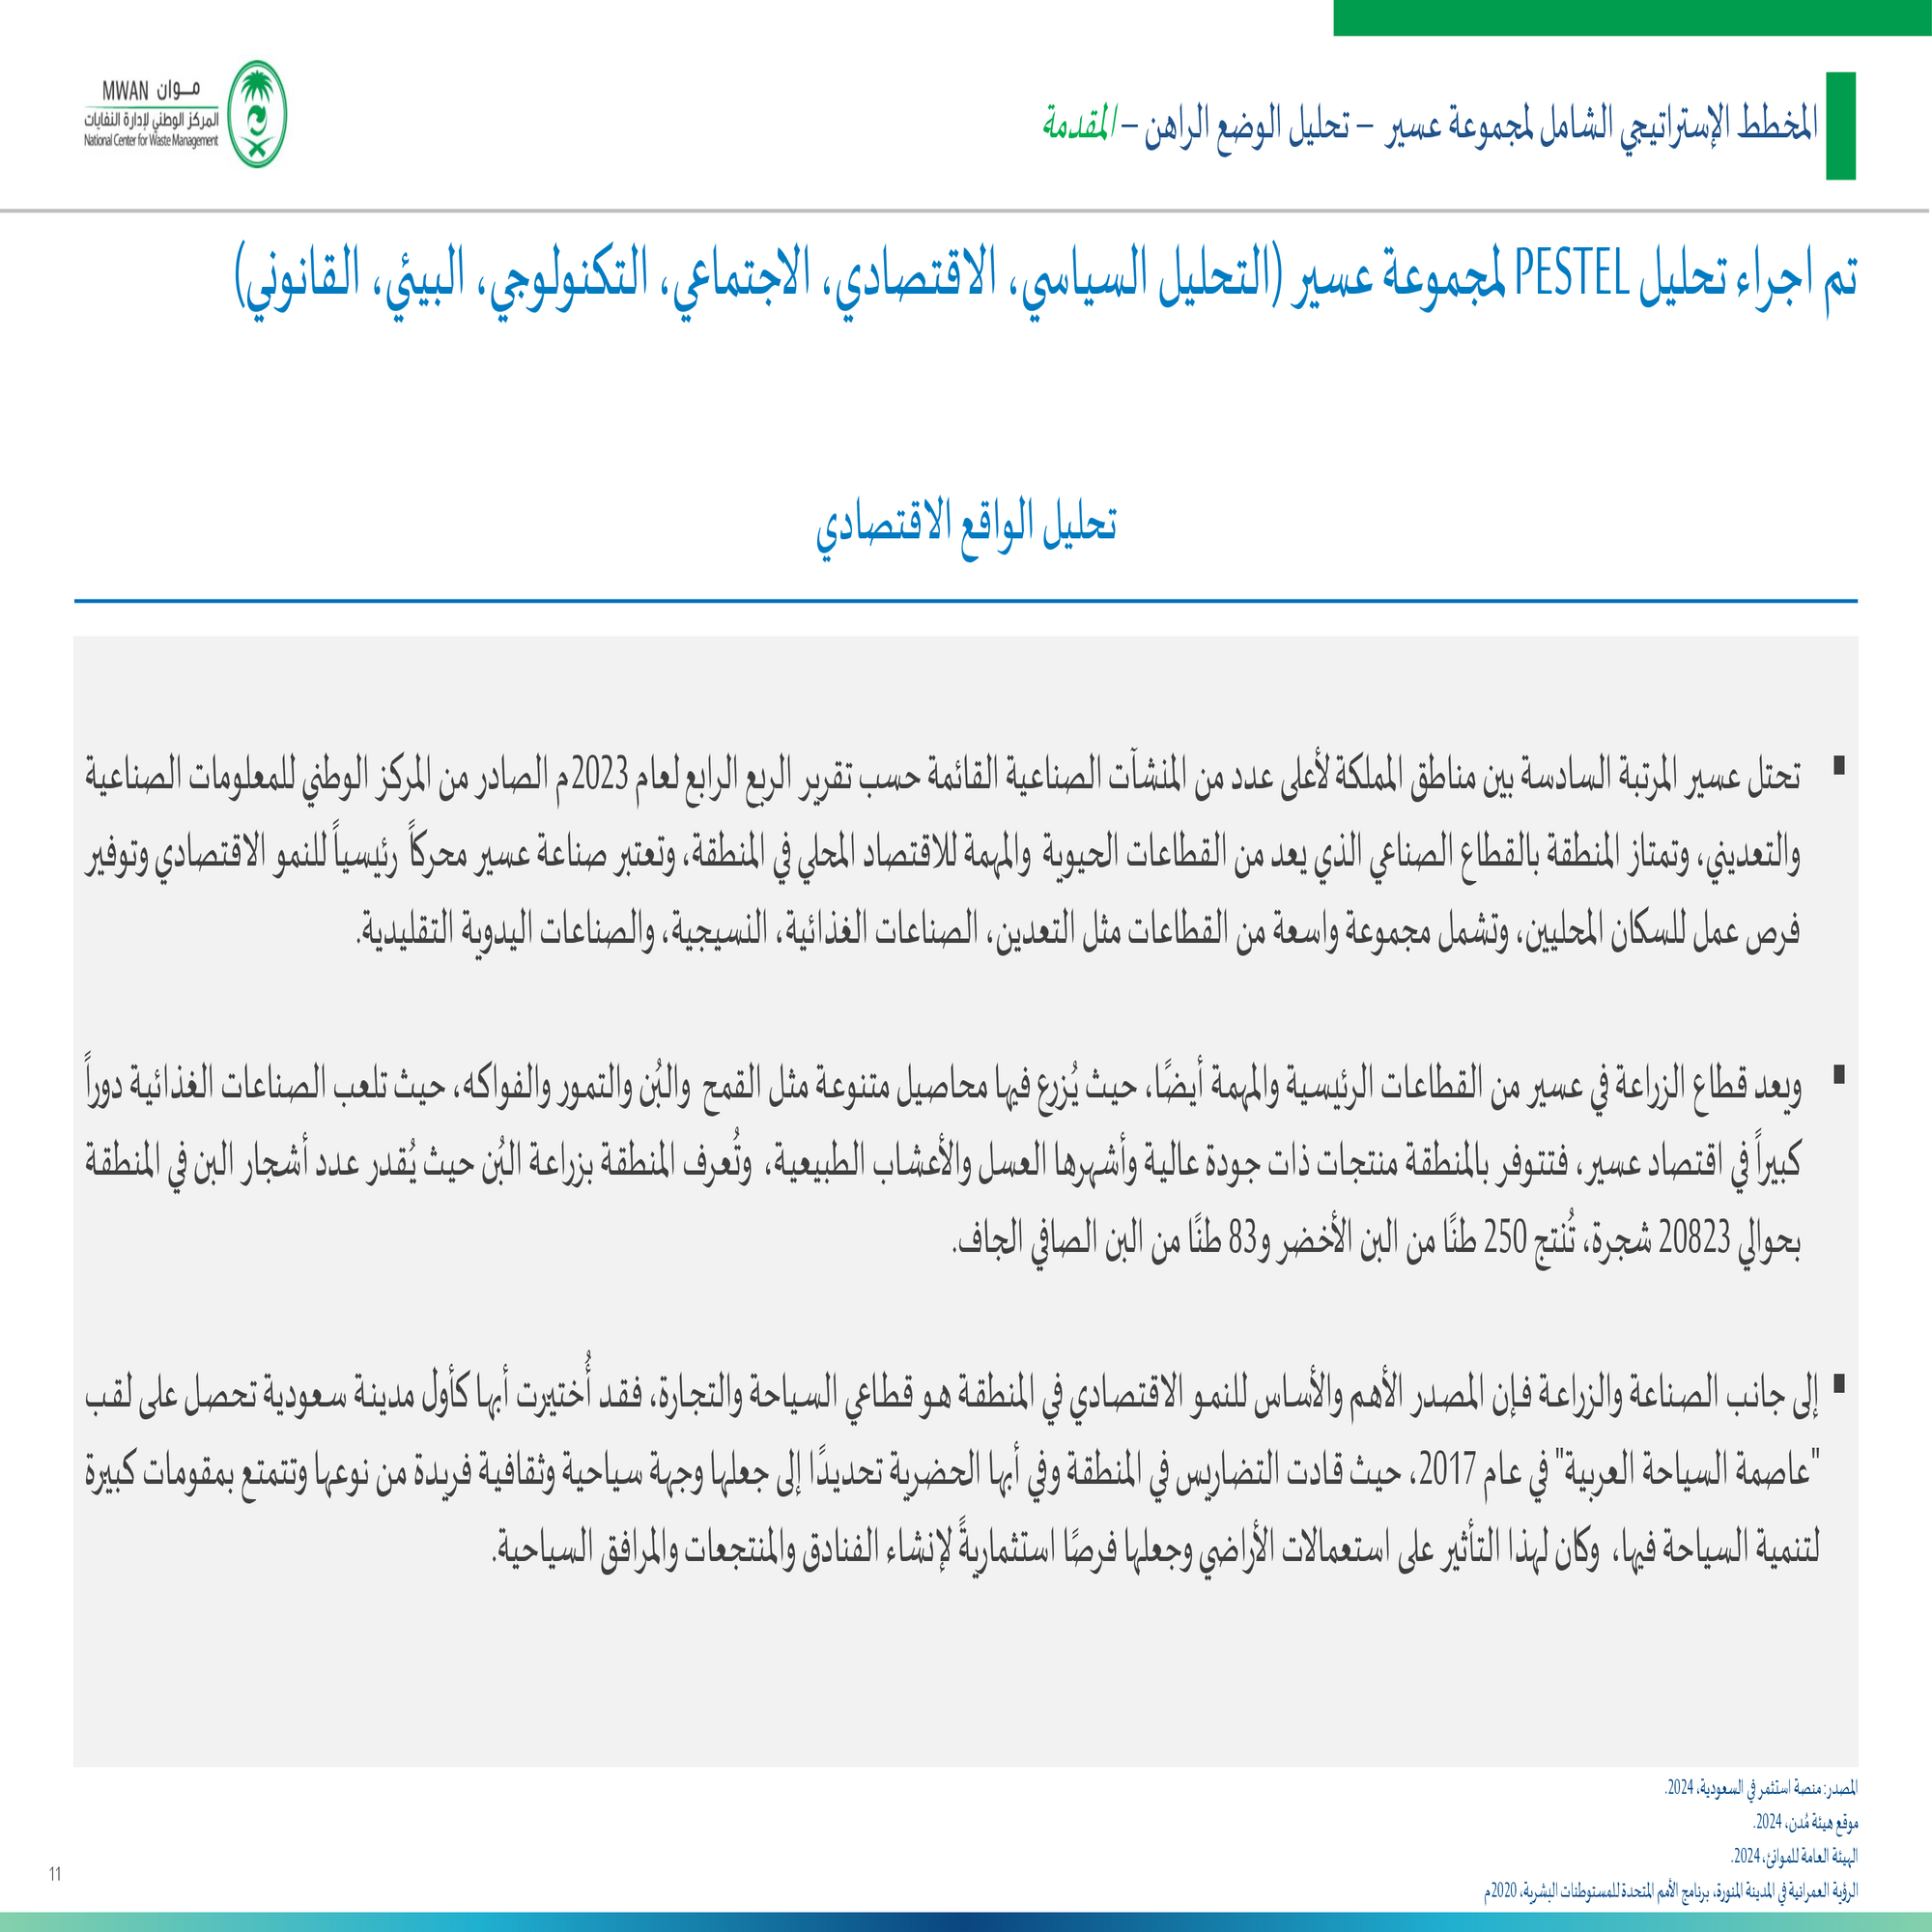 المخطط الإستراتيجي الشامل لمجموعة عسير – تحليل الوضع الراهن – المقدمة
موان MWAN
المركز الوطني لإدارة النفايات
National Center for Waste Management
تم اجراء تحليل PESTEL لمجموعة عسير (التحليل السياسي، الاقتصادي، الاجتماعي، التكنولوجي، البيئي، القانوني)
تحليل الواقع الاقتصادي
▪ تحتل عسير المرتبة السادسة بين مناطق المملكة لأعلى عدد من المنشآت الصناعية القائمة حسب تقرير الربع الرابع لعام 2023م الصادر من المركز الوطني للمعلومات الصناعية
والتعديني، وتمتاز المنطقة بالقطاع الصناعي الذي يعد من القطاعات الحيوية والمهمة للاقتصاد المحلي في المنطقة، وتعتبر صناعة عسير محركاً رئيسياً للنمو الاقتصادي وتوفير
فرص عمل للسكان المحليين، وتشمل مجموعة واسعة من القطاعات مثل التعدين، الصناعات الغذائية، النسيجية، والصناعات اليدوية التقليدية.
▪ ويعد قطاع الزراعة في عسير من القطاعات الرئيسية والمهمة أيضًا، حيث يُزرع فيها محاصيل متنوعة مثل القمح والبُن والتمور والفواكه، حيث تلعب الصناعات الغذائية دوراً
كبيراً في اقتصاد عسير، فتتوفر بالمنطقة منتجات ذات جودة عالية وأشهرها العسل والأعشاب الطبيعية، وتُعرف المنطقة بزراعة البُن حيث يُقدر عدد أشجار البن في المنطقة
بحوالي 20823 شجرة، تُنتج 250 طنًا من البن الأخضر و83 طنًا من البن الصافي الجاف.
▪ إلى جانب الصناعة والزراعة فإن المصدر الأهم والأساس للنمو الاقتصادي في المنطقة هو قطاعي السياحة والتجارة، فقد أُختيرت أبها كأول مدينة سعودية تحصل على لقب
"عاصمة السياحة العربية" في عام 2017، حيث قادت التضاريس في المنطقة وفي أبها الحضرية تحديدًا إلى جعلها وجهة سياحية وثقافية فريدة من نوعها وتتمتع بمقومات كبيرة
لتنمية السياحة فيها، وكان لهذا التأثير على استعمالات الأراضي وجعلها فرصًا استثماريةً لإنشاء الفنادق والمنتجعات والمرافق السياحية.
المصدر: منصة استثمر في السعودية، 2024.
موقع هيئة مُدن، 2024.
الهيئة العامة للموانئ، 2024.
الرؤية العمرانية في المدينة المنورة، برنامج الأمم المتحدة للمستوطنات البشرية، 2020م
11